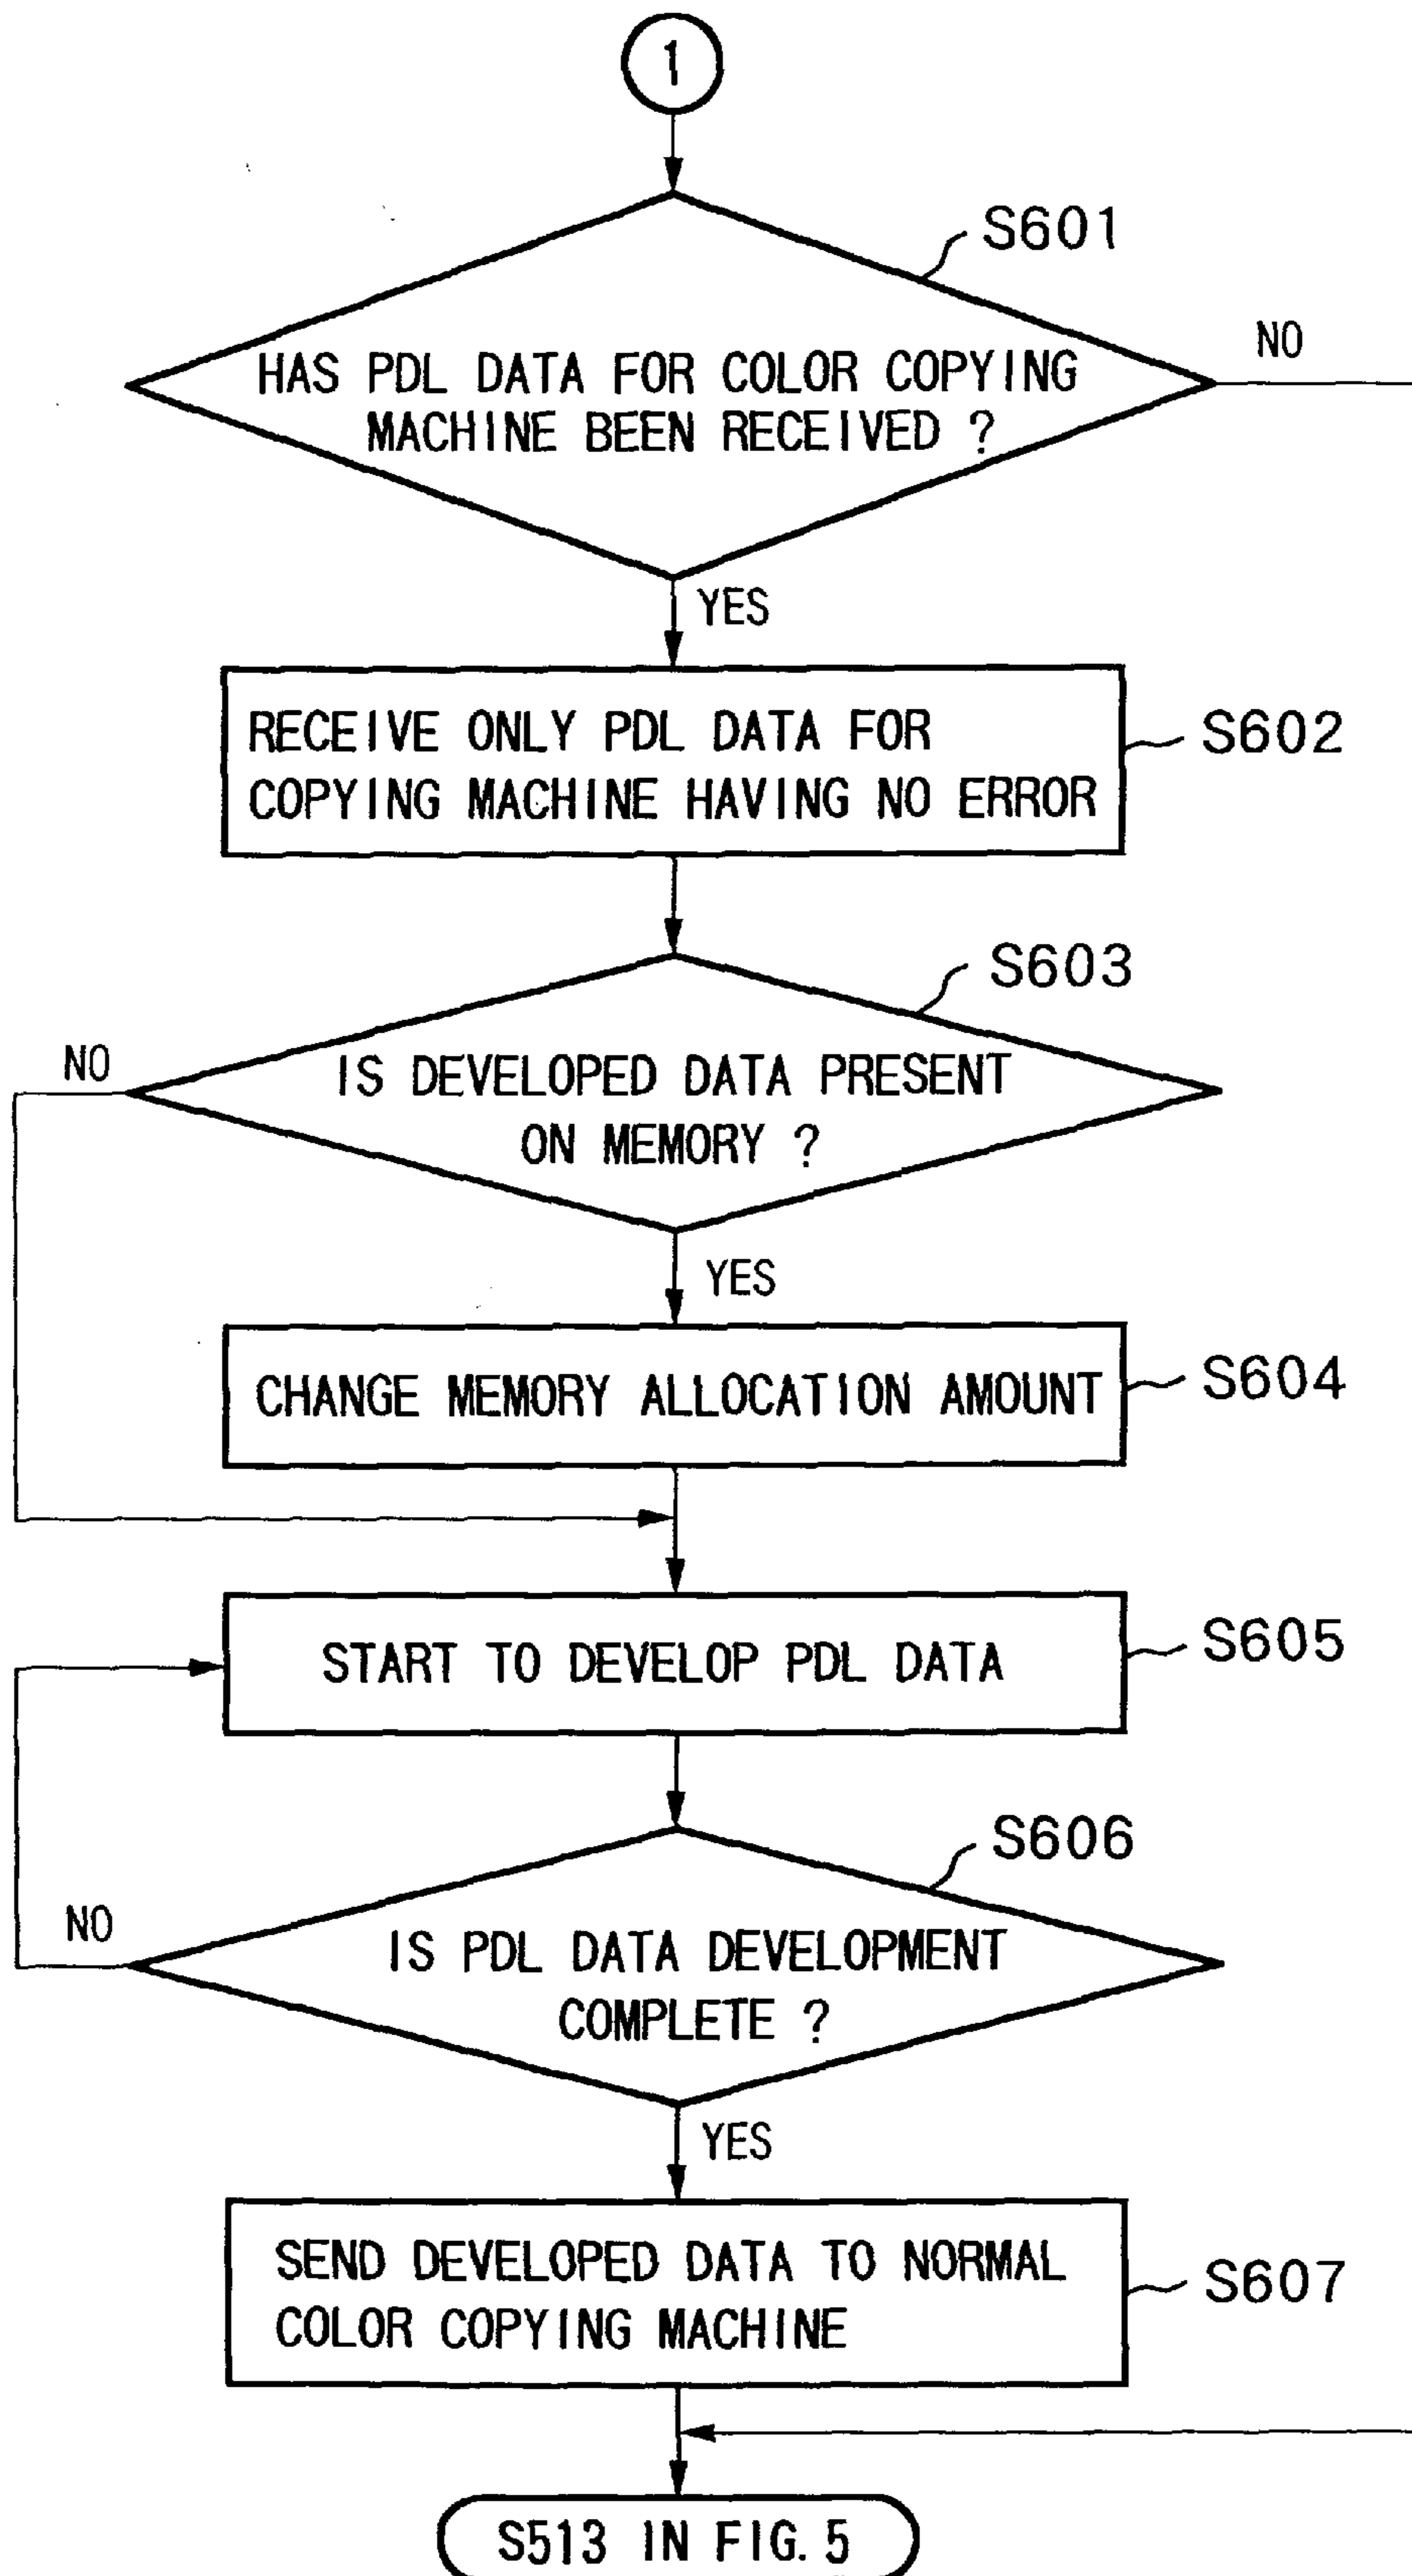 1
S601
HAS PDL DATA FOR COLOR COPYING
MACHINE BEEN RECEIVED ?
NO
YES
RECEIVE ONLY PDL DATA FOR
COPYING MACHINE HAVING NO ERROR
S602
S603
NO
IS DEVELOPED DATA PRESENT
ON MEMORY ?
YES
CHANGE MEMORY ALLOCATION AMOUNT
S604
START TO DEVELOP PDL DATA
S605
S606
NO
IS PDL DATA DEVELOPMENT
COMPLETE ?
YES
SEND DEVELOPED DATA TO NORMAL
COLOR COPYING MACHINE
S607
S513 IN FIG. 5